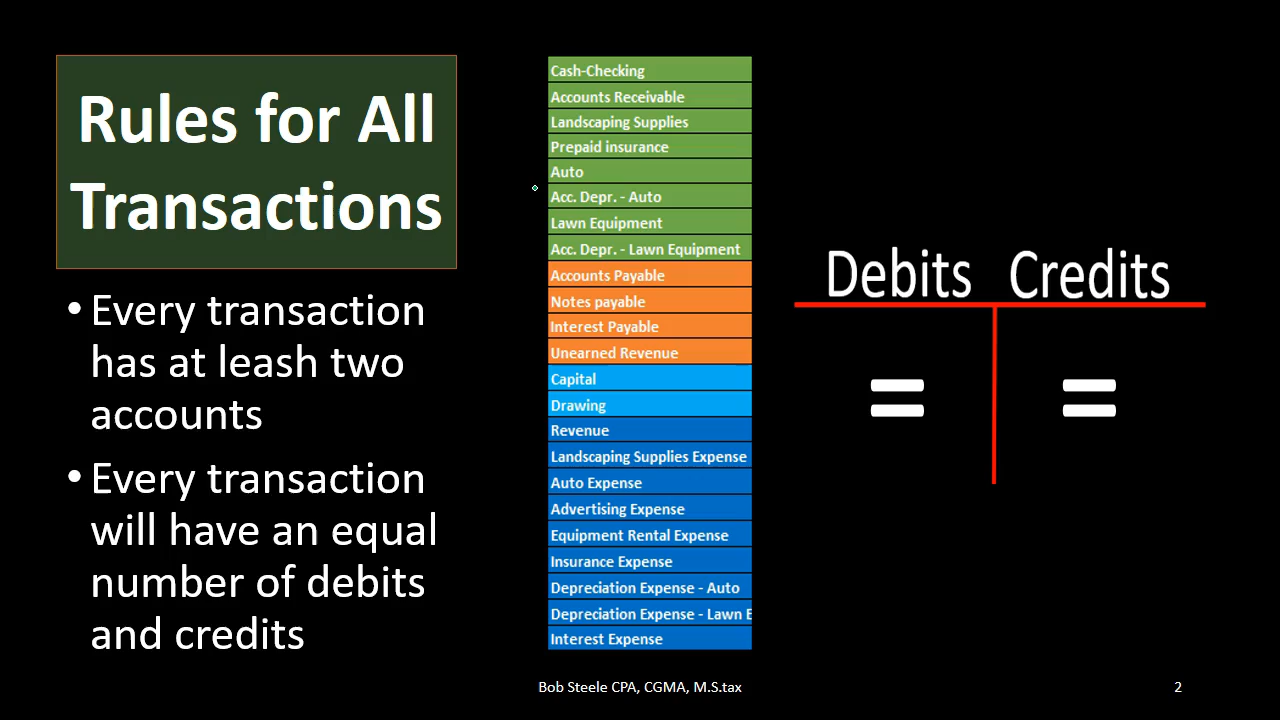 Rules for All
Transactions
• Every transaction
has at leash two
accounts
• Every transaction
will have an equal
number of debits
and credits
Cash-Checking
Accounts Receivable
Landscaping Supplies
Prepaid insurance
Auto
Acc. Depr. - Auto
Lawn Equipment
Acc. Depr. - Lawn Equipment
Accounts Payable
Notes payable
Interest Payable
Unearned Revenue
Capital
Drawing
Revenue
Landscaping Supplies Expense
Auto Expense
Advertising Expense
Equipment Rental Expense
Insurance Expense
Depreciation Expense - Auto
Depreciation Expense - Lawn E
Interest Expense
Debits Credits
= =
Bob Steele CPA, CGMA, M.S.tax
2